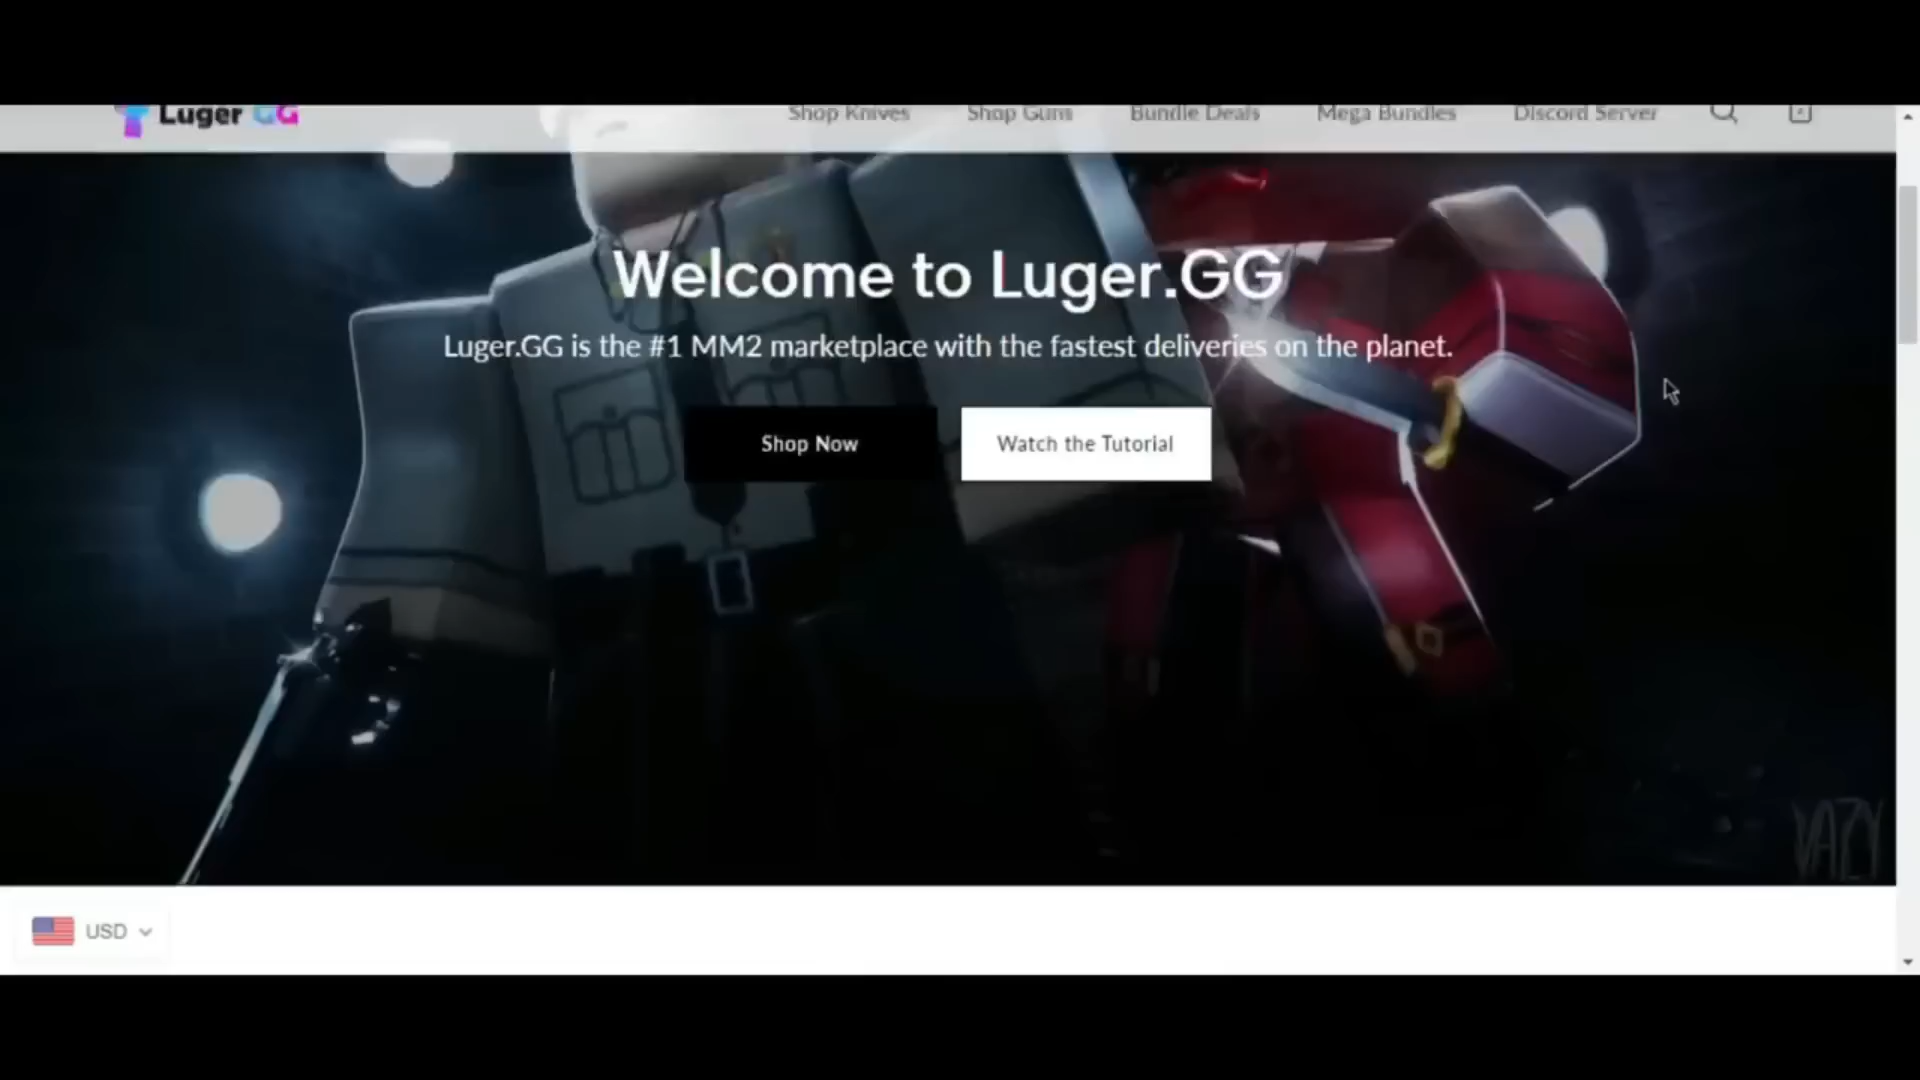 Luger GG
Shop Knives
Shop Guns
Bundle Deals
Mega Bundles
Discord Server
Welcome to Luger.GG
Luger.GG is the #1 MM2 marketplace with the fastest deliveries on the planet.
Shop Now
Watch the Tutorial
VAZY
USD